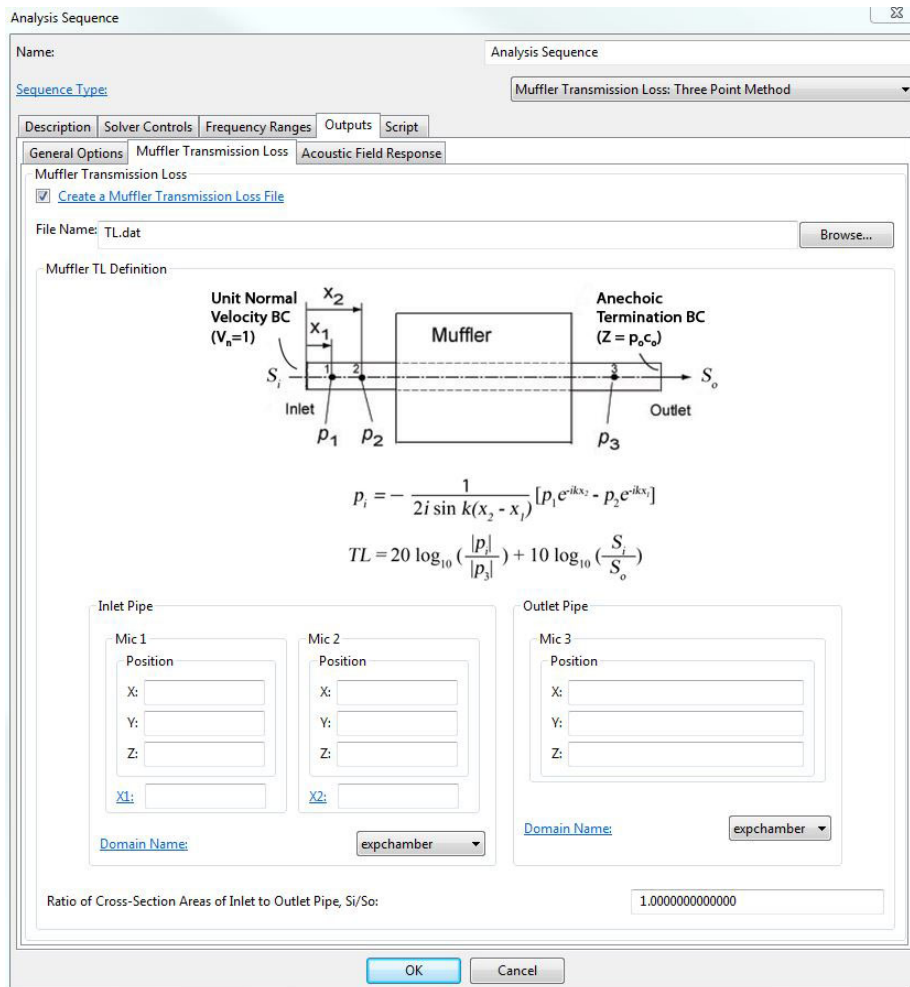 Analysis Sequence
Name: Analysis Sequence
Sequence Type: Muffler Transmission Loss: Three Point Method
Description Solver Controls Frequency Ranges Outputs Script
General Options Muffler Transmission Loss Acoustic Field Response
Muffler Transmission Loss
Create a Muffler Transmission Loss File
File Name: TL.dat Browse...
Muffler TL Definition
Unit Normal
Velocity BC
(Vₙ=1)
x₂
x₁
Muffler
Anechoic
Termination BC
(Z = pₒcₒ)
Sᵢ 1 2 3 Sₒ
Inlet Outlet
p₁ p₂ p₃
pᵢ = - 1 / (2i sin k(x₂ - x₁)) [p₁e^(-ikx₂) - p₂e^(-ikx₁)]
TL = 20 log₁₀ (|pᵢ| / |p₃|) + 10 log₁₀ (Sᵢ / Sₒ)
Inlet Pipe Outlet Pipe
Mic 1 Mic 2 Mic 3
Position Position Position
X: X: X:
Y: Y: Y:
Z: Z: Z:
X1: X2:
Domain Name: expchamber Domain Name: expchamber
Ratio of Cross-Section Areas of Inlet to Outlet Pipe, Si/So: 1.0000000000000
OK Cancel